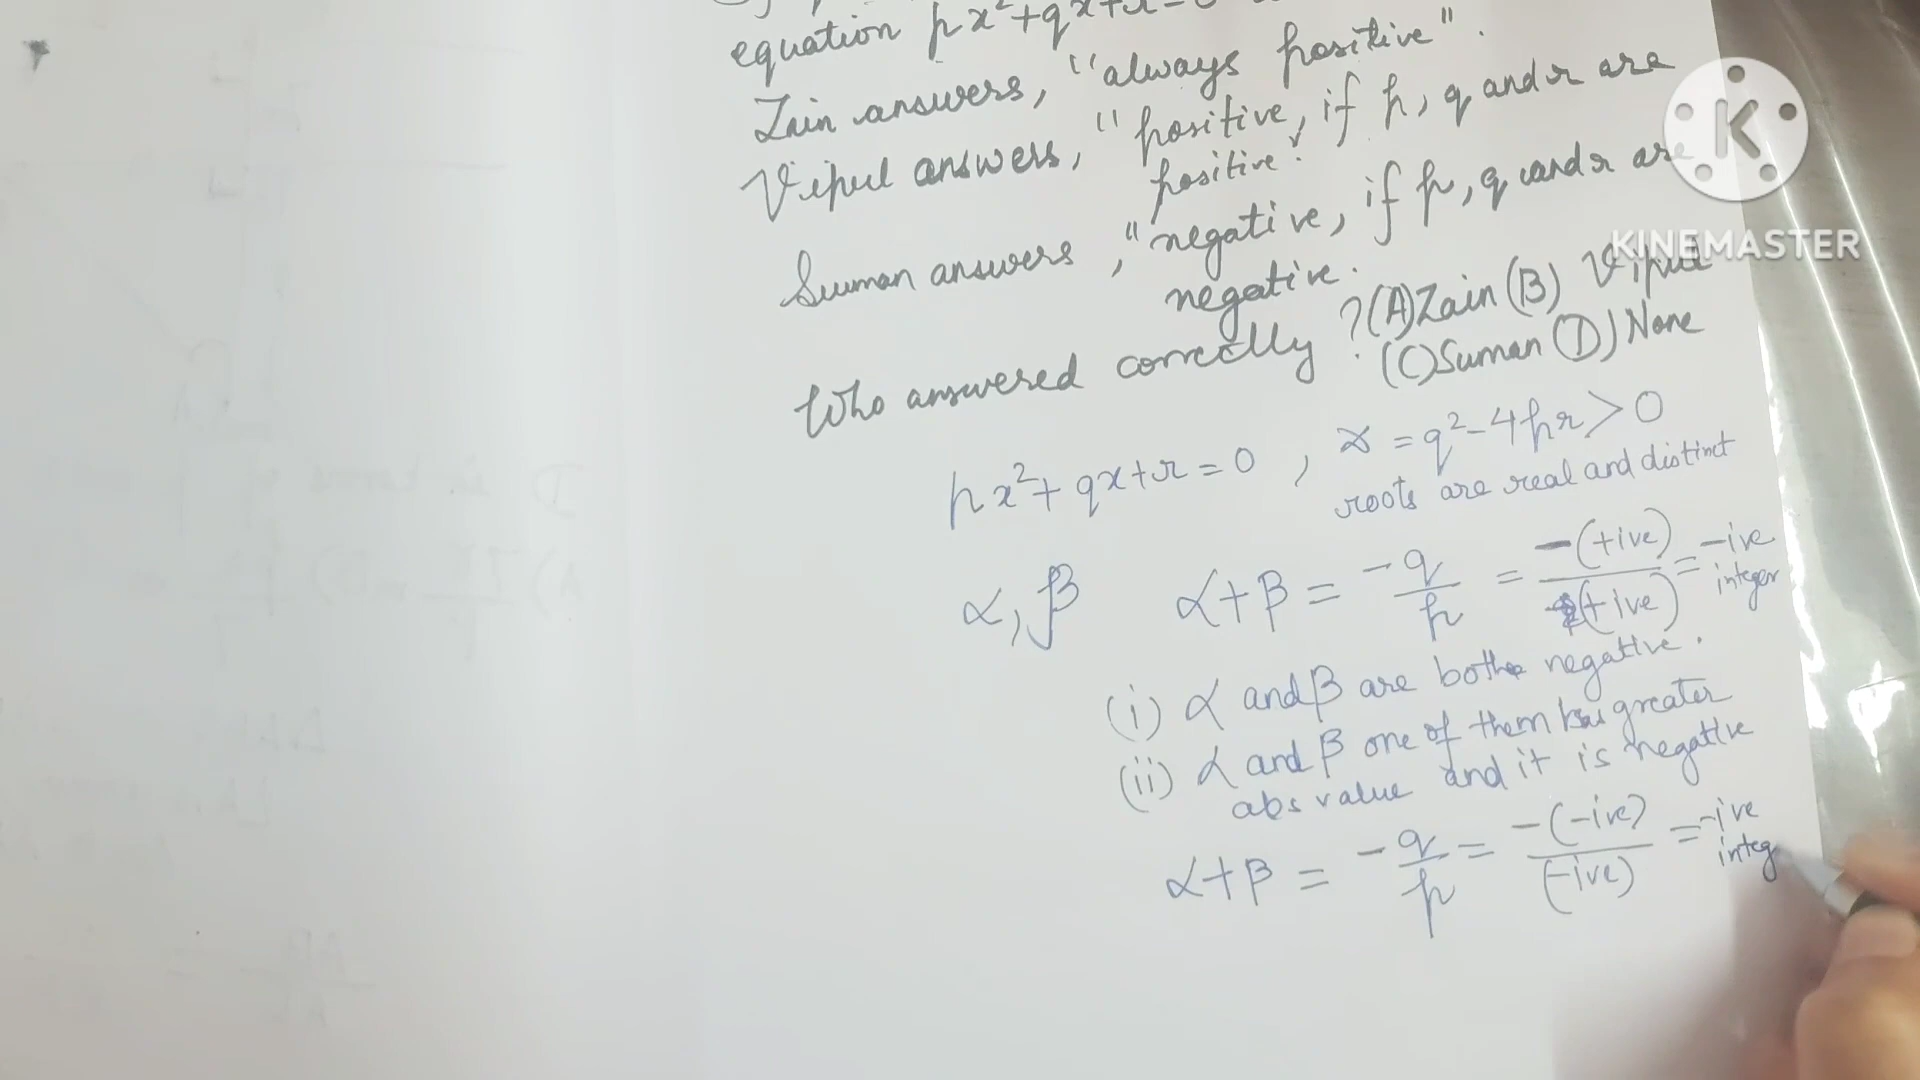 equation px²+qx+r=0
Zain answers, "always positive".
Vipul answers, "positive, if p, q and r are
positive.
Suman answers, "negative, if p, q and r are
negative.
Who answered correctly ? (A) Zain (B) Vipul
(C) Suman (D) None
px²+qx+r=0, = q²-4pr>0
roots are real and distinct
α, β α+β = -q/p = -(+ive)/(+ive) = -ive
integer
(i) α and β are both negative.
(ii) α and β one of them has greater
abs value and it is negative
α+β = -q/p = -(-ive)/(-ive) = -ive
integ
K
KINEMASTER